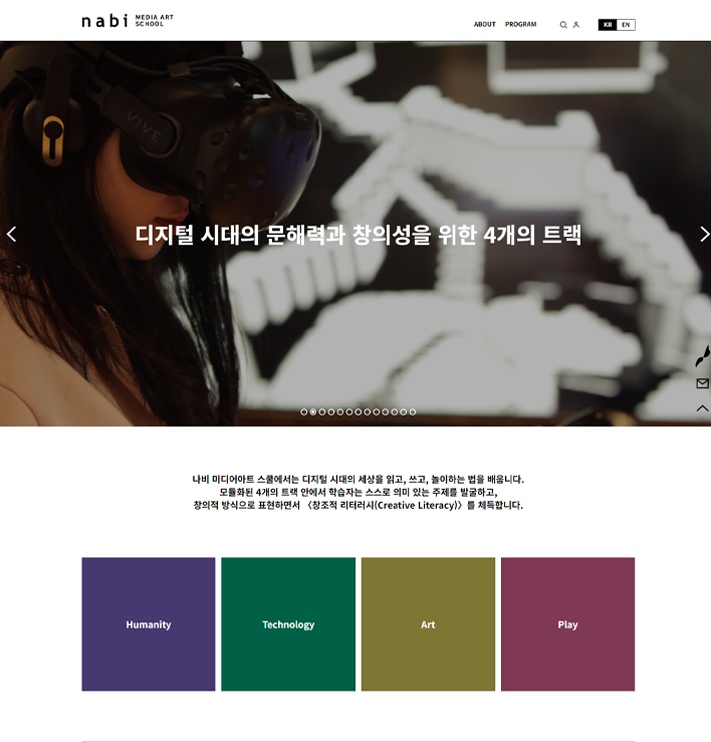 nabi MEDIA ART
SCHOOL
ABOUT PROGRAM KR EN
VIVE
htc
디지털 시대의 문해력과 창의성을 위한 4개의 트랙
나비 미디어아트 스쿨에서는 디지털 시대의 세상을 읽고, 쓰고, 놀이하는 법을 배웁니다.
모듈화된 4개의 트랙 안에서 학습자는 스스로 의미 있는 주제를 발굴하고,
창의적 방식으로 표현하면서 〈창조적 리터러시(Creative Literacy)〉를 체득합니다.
Humanity Technology Art Play